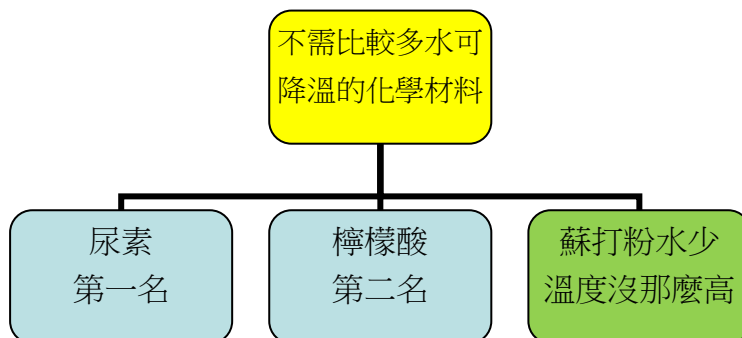 不需比較多水可
降溫的化學材料
尿素
第一名
檸檬酸
第二名
蘇打粉水少
溫度沒那麼高